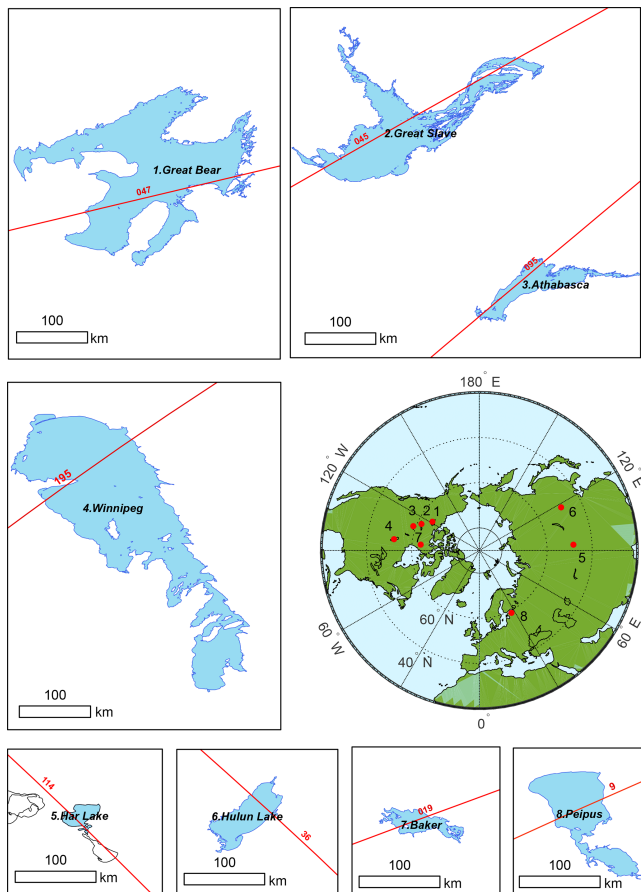 1.Great Bear
047
100
km
045
2.Great Slave
095
3.Athabasca
100
km
195
4.Winnipeg
100
km
180° E
120° W
120° E
3 2 1
4
7
6
5
8
60° N
40° N
60° W
60° E
0°
114
5.Har Lake
100
km
6.Hulun Lake
36
100
km
019
7.Baker
100
km
9
8.Peipus
100
km